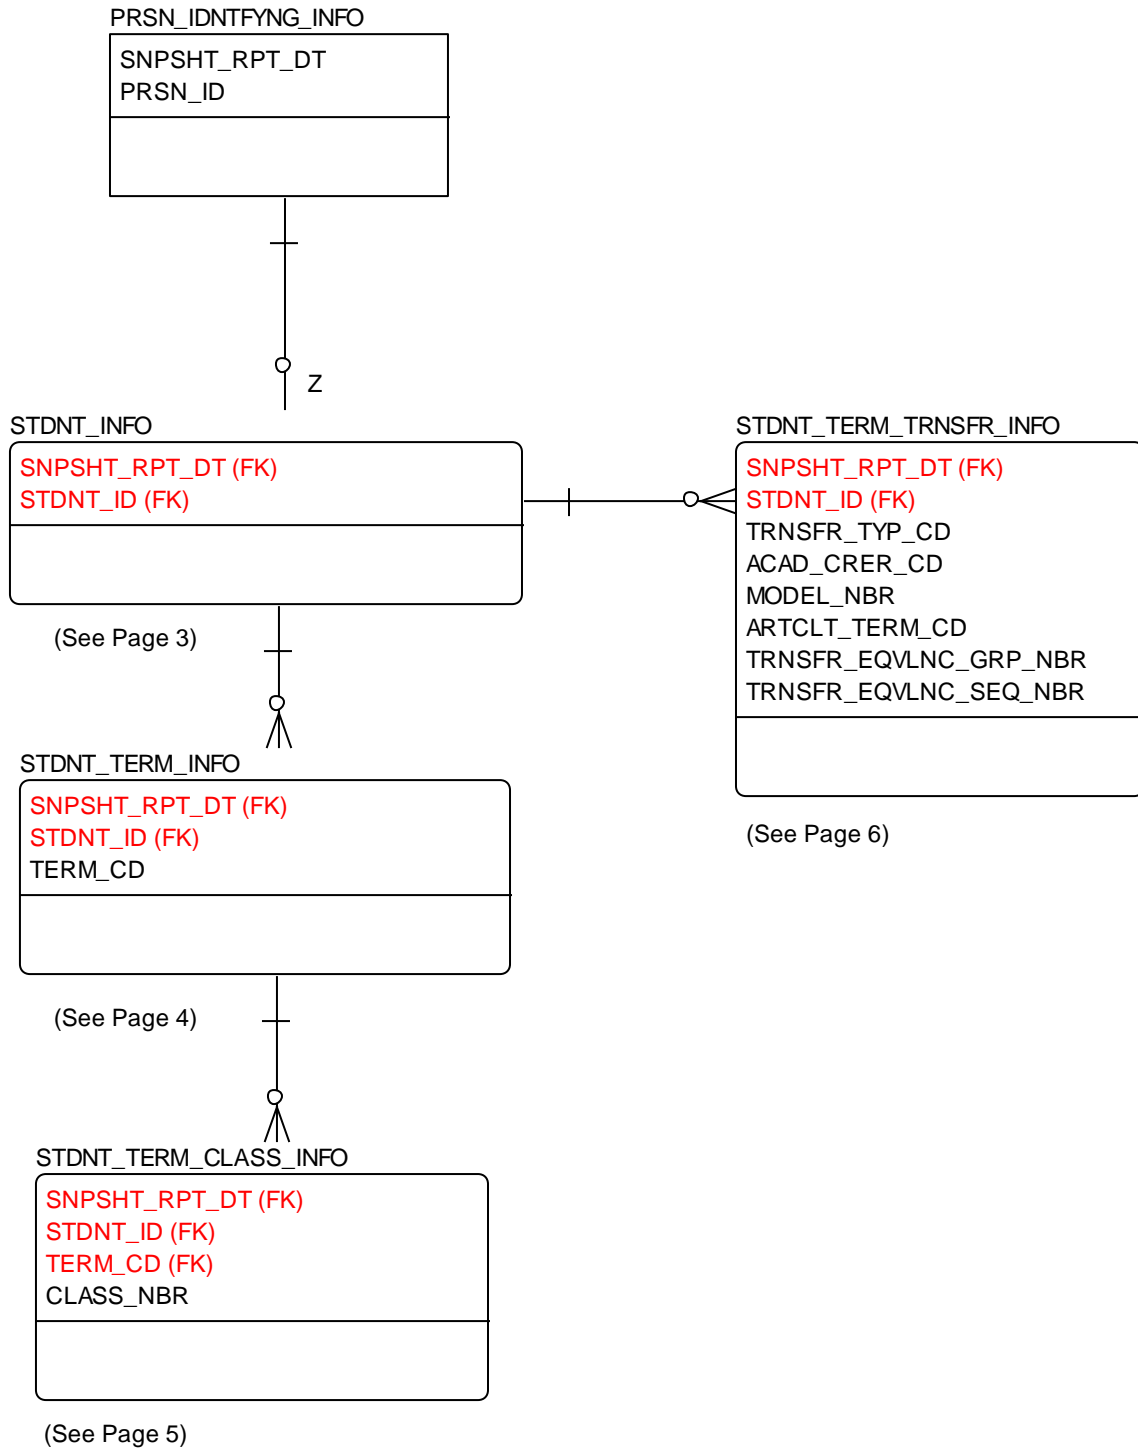 PRSN_IDNTFYNG_INFO
SNPSHT_RPT_DT
PRSN_ID
Z
STDNT_INFO
SNPSHT_RPT_DT (FK)
STDNT_ID (FK)
(See Page 3)
STDNT_TERM_TRNSFR_INFO
SNPSHT_RPT_DT (FK)
STDNT_ID (FK)
TRNSFR_TYP_CD
ACAD_CRER_CD
MODEL_NBR
ARTCLT_TERM_CD
TRNSFR_EQVLNC_GRP_NBR
TRNSFR_EQVLNC_SEQ_NBR
(See Page 6)
STDNT_TERM_INFO
SNPSHT_RPT_DT (FK)
STDNT_ID (FK)
TERM_CD
(See Page 4)
STDNT_TERM_CLASS_INFO
SNPSHT_RPT_DT (FK)
STDNT_ID (FK)
TERM_CD (FK)
CLASS_NBR
(See Page 5)